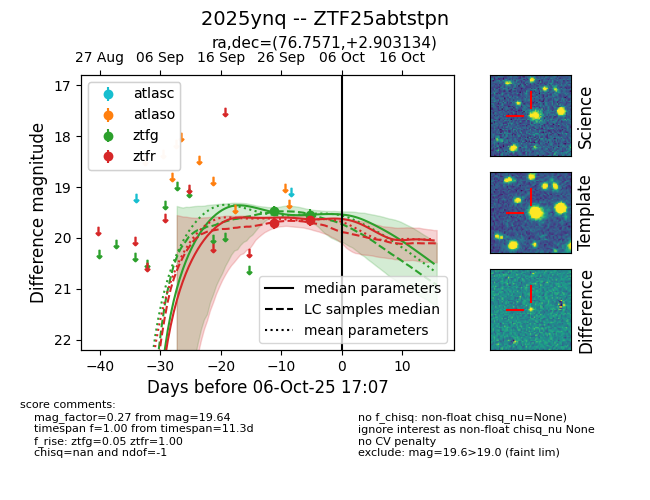 2025ynq -- ZTF25abtstpn
ra,dec=(76.7571,+2.903134)
27 Aug 06 Sep 16 Sep 26 Sep 06 Oct 16 Oct
17
18
19
20
21
22
Difference magnitude
atlasc
atlaso
ztfg
ztfr
median parameters
LC samples median
mean parameters
−40 −30 −20 −10 0 10
Days before 06-Oct-25 17:07
Science
Template
Difference
score comments:
mag_factor=0.27 from mag=19.64
timespan f=1.00 from timespan=11.3d
f_rise: ztfg=0.05 ztfr=1.00
chisq=nan and ndof=-1
no f_chisq: non-float chisq_nu=None)
ignore interest as non-float chisq_nu None
no CV penalty
exclude: mag=19.6>19.0 (faint lim)